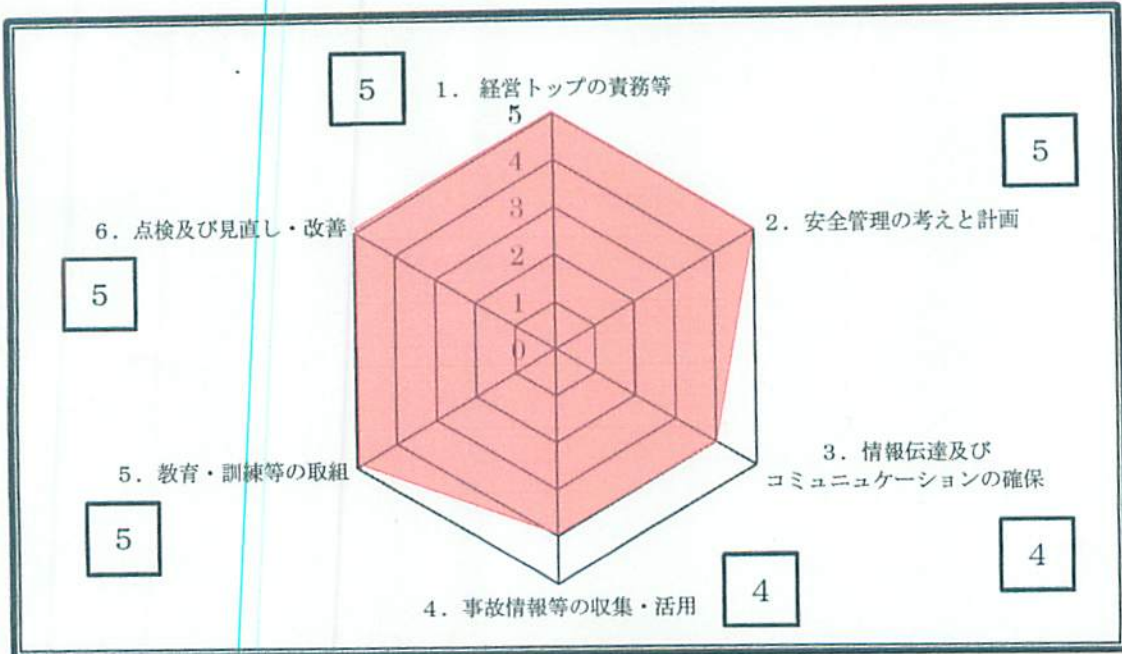 5
1. 経営トップの責務等
5
4
3
2
1
0
5
2. 安全管理の考えと計画
3. 情報伝達及び
コミュニュケーションの確保
4
4. 事故情報等の収集・活用
4
5. 教育・訓練等の取組
5
6. 点検及び見直し・改善
5